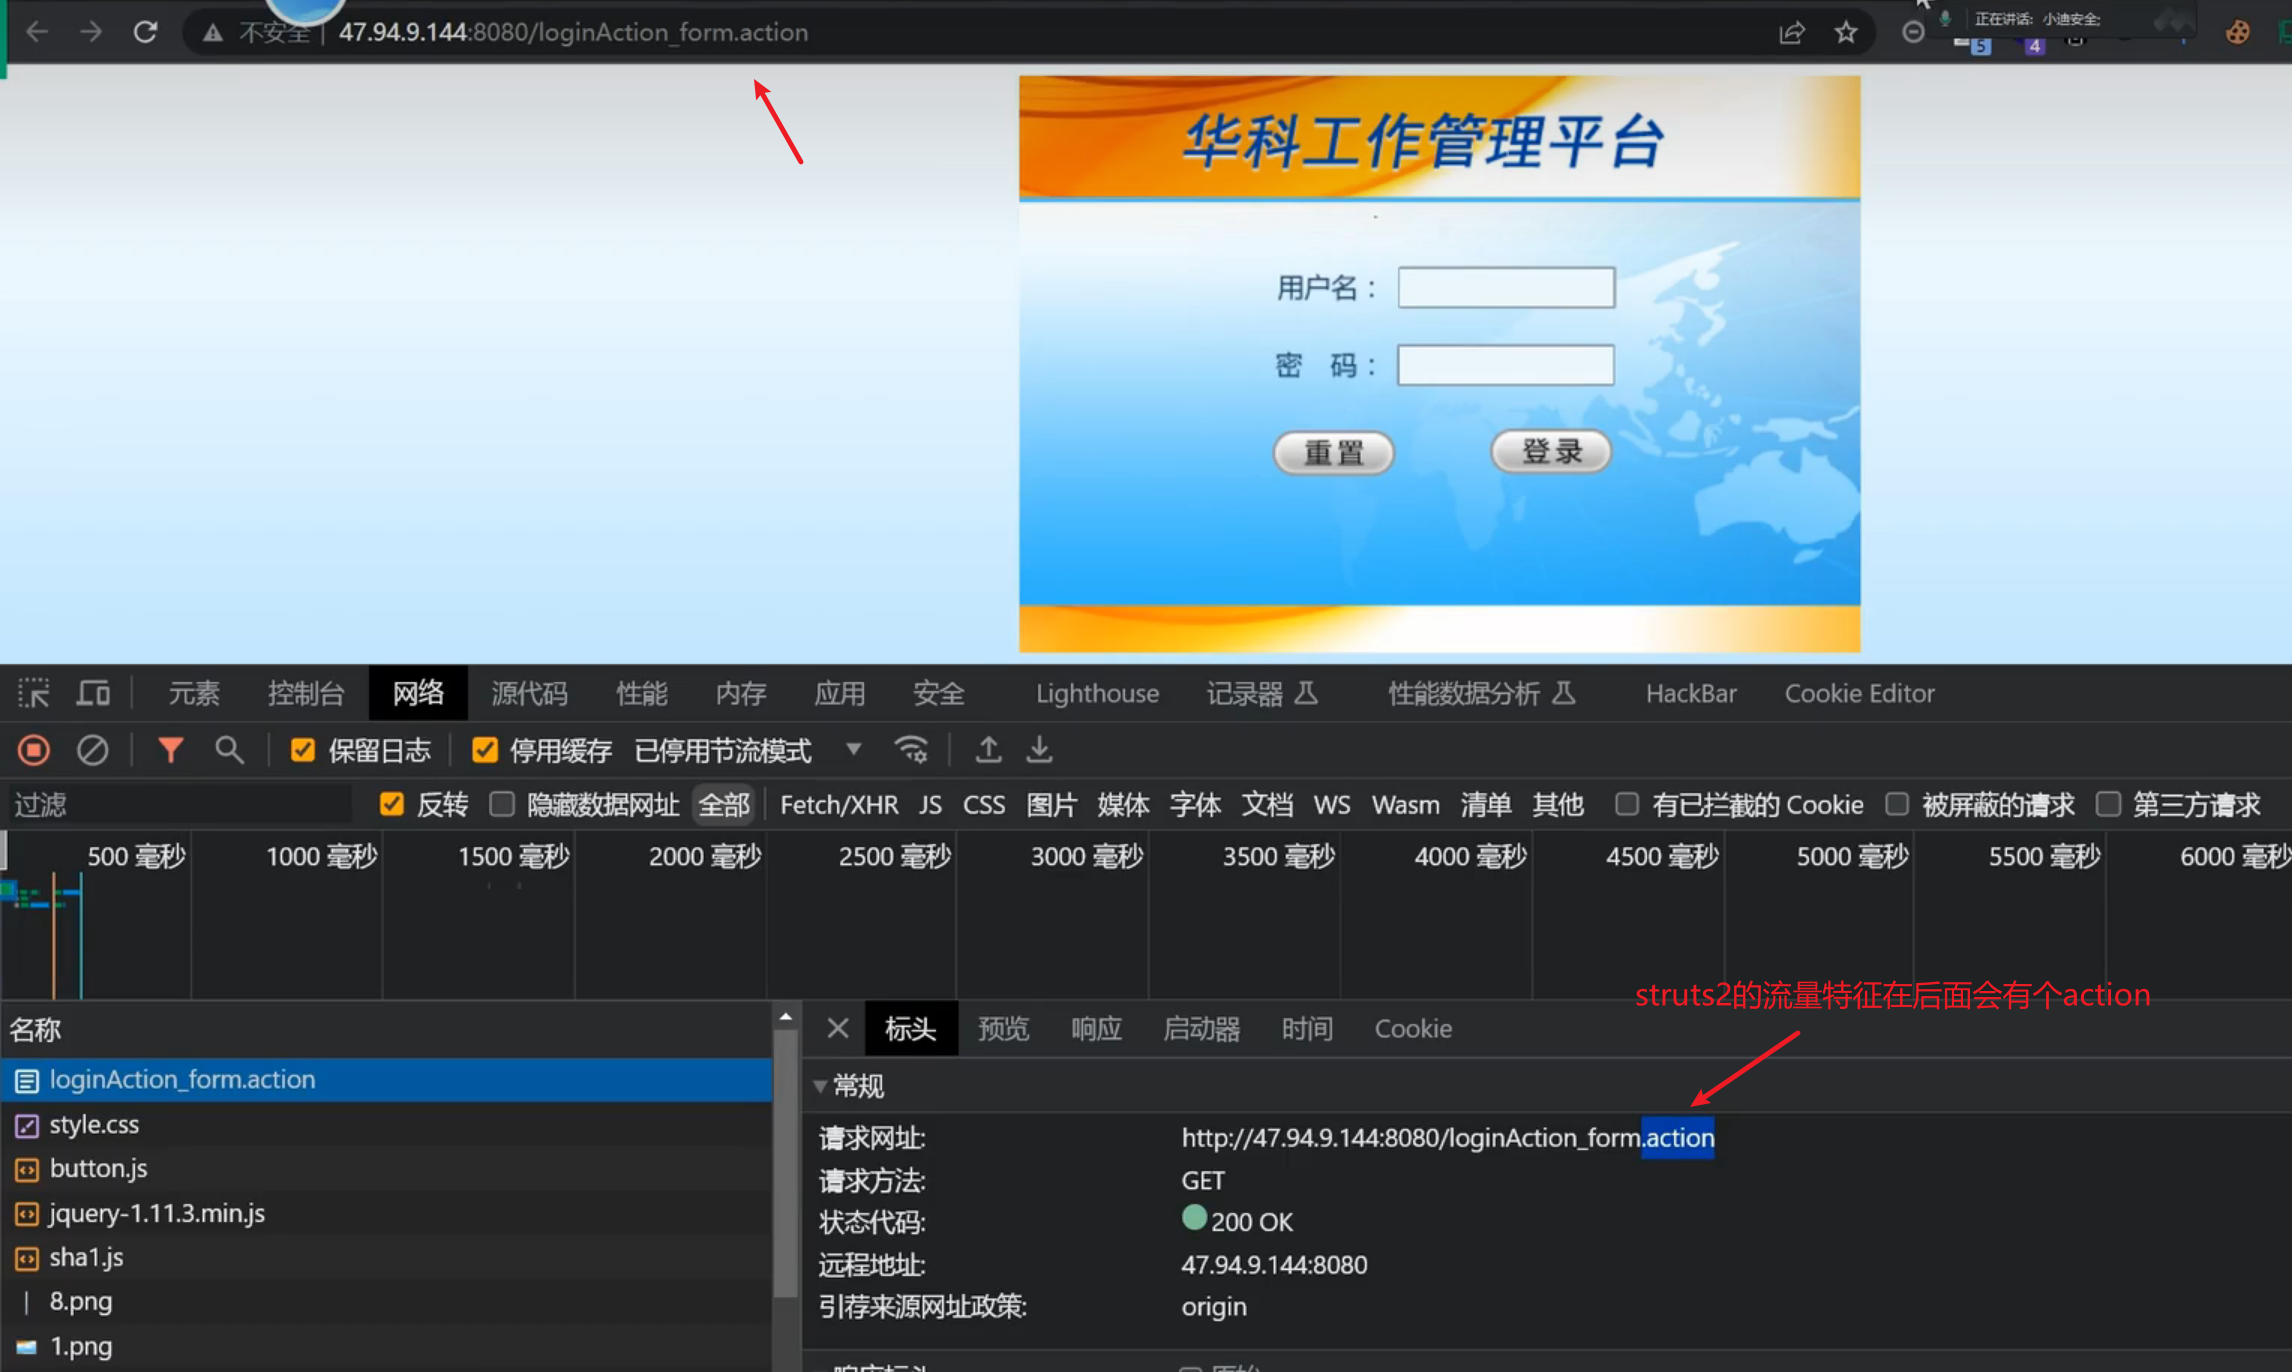 不安全 | 47.94.9.144:8080/loginAction_form.action
正在讲话: 小迪安全;
5
4
华科工作管理平台
用户名：
密 码：
重置 登录
元素 控制台 网络 源代码 性能 内存 应用 安全 Lighthouse 记录器 性能数据分析 HackBar Cookie Editor
保留日志 停用缓存 已停用节流模式
过滤 反转 隐藏数据网址 全部 Fetch/XHR JS CSS 图片 媒体 字体 文档 WS Wasm 清单 其他 有已拦截的 Cookie 被屏蔽的请求 第三方请求
500 毫秒 1000 毫秒 1500 毫秒 2000 毫秒 2500 毫秒 3000 毫秒 3500 毫秒 4000 毫秒 4500 毫秒 5000 毫秒 5500 毫秒 6000 毫秒
struts2的流量特征在后面会有个action
名称
loginAction_form.action
style.css
button.js
jquery-1.11.3.min.js
sha1.js
8.png
1.png
标头 预览 响应 启动器 时间 Cookie
常规
请求网址: http://47.94.9.144:8080/loginAction_form.action
请求方法: GET
状态代码: 200 OK
远程地址: 47.94.9.144:8080
引荐来源网址政策: origin